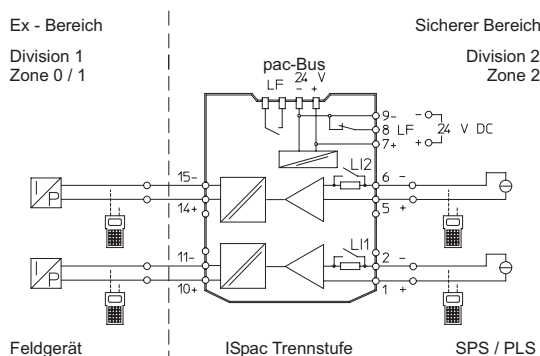 Ex - Bereich
Sicherer Bereich
Division 1
Zone 0 / 1
Division 2
Zone 2
pac-Bus
LF 24 V
- +
9- -
8 LF 24 V DC
7+ +
LI2
15- 6 -
14+ 5 +
I
P
LI1
11- 2 -
10+ 1 +
I
P
Feldgerät
ISpac Trennstufe
SPS / PLS